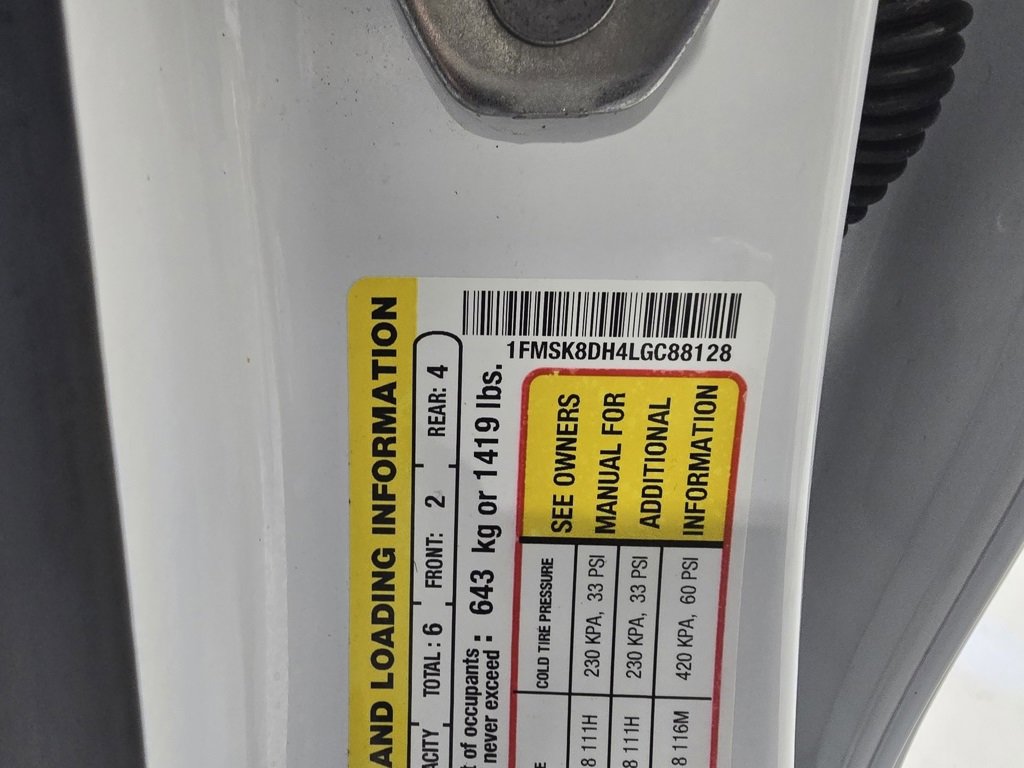 AND LOADING INFORMATION
TOTAL : 6 FRONT: 2 REAR: 4
of occupants :
never exceed : 643 kg or 1419 lbs.
1FMSK8DH4LGC88128
COLD TIRE PRESSURE
8 111H 230 KPA, 33 PSI
8 111H 230 KPA, 33 PSI
8 116M 420 KPA, 60 PSI
SEE OWNERS
MANUAL FOR
ADDITIONAL
INFORMATION